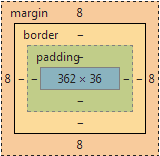 margin 8
border –
padding–
8 – – 362 × 36 – – 8
–
–
8